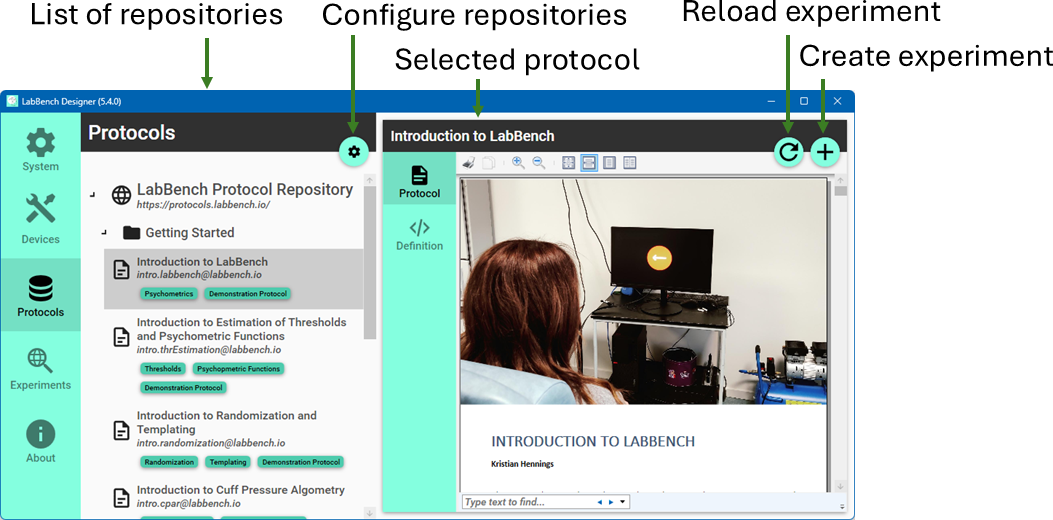 List of repositories
Configure repositories
Reload experiment
Selected protocol
Create experiment
LabBench Designer (5.4.0)
System
Devices
Protocols
Experiments
About
Protocols
LabBench Protocol Repository
https://protocols.labbench.io/
Getting Started
Introduction to LabBench
intro.labbench@labbench.io
Psychometrics Demonstration Protocol
Introduction to Estimation of Thresholds
and Psychometric Functions
intro.thrEstimation@labbench.io
Thresholds Psychopmetric Functions
Demonstration Protocol
Introduction to Randomization and
Templating
intro.randomization@labbench.io
Randomization Templating Demonstration Protocol
Introduction to Cuff Pressure Algometry
intro.cpar@labbench.io
Introduction to LabBench
Protocol
Definition
INTRODUCTION TO LABBENCH
Kristian Hennings
Type text to find...